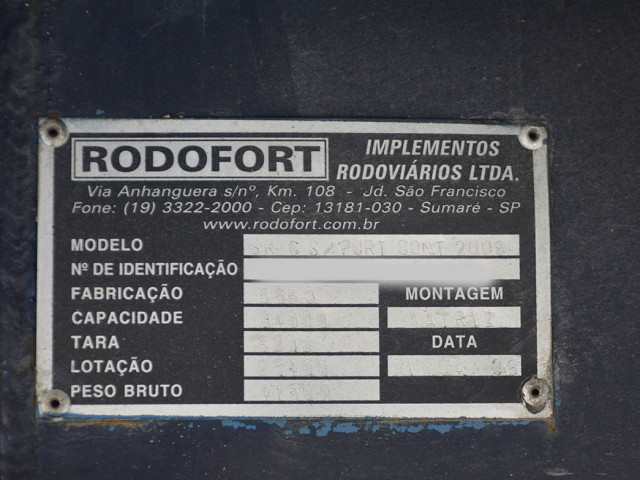 RODOFORT
IMPLEMENTOS
RODOVIÁRIOS LTDA.
Via Anhanguera s/nº, Km. 108 - Jd. São Francisco
Fone: (19) 3322-2000 - Cep: 13181-030 - Sumaré - SP
www.rodofort.com.br
MODELO
Nº DE IDENTIFICAÇÃO
FABRICAÇÃO
MONTAGEM
CAPACIDADE
TARA
DATA
LOTAÇÃO
PESO BRUTO